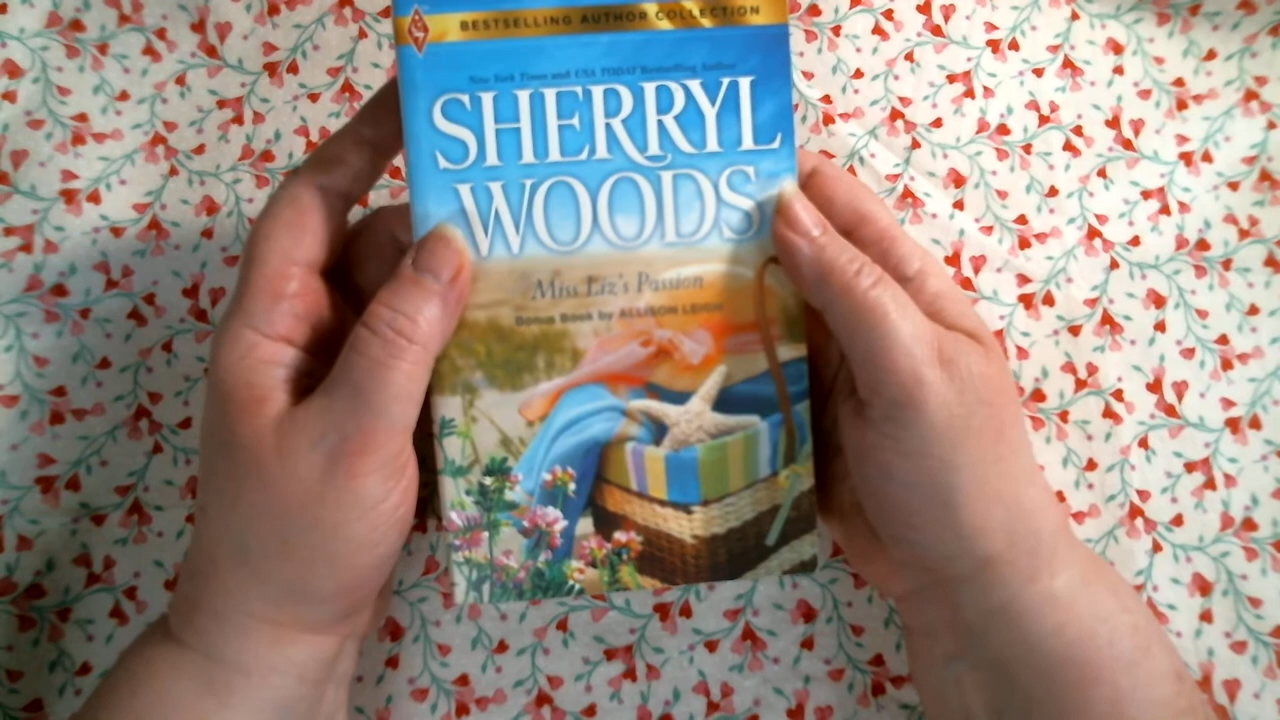 BESTSELLING AUTHOR COLLECTION
New York Times and USA TODAY Bestselling Author
SHERRYL
WOODS
Miss Liz's Passion
Bonus Book by ALLISON LEIGH